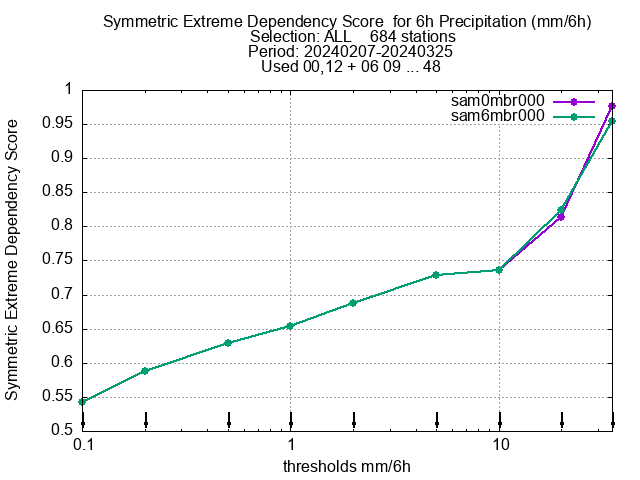 Symmetric Extreme Dependency Score  for 6h Precipitation (mm/6h)
Selection: ALL    684 stations
Period: 20240207-20240325
Used 00,12 + 06 09 ... 48
sam0mbr000
sam6mbr000
Symmetric Extreme Dependency Score
1
0.95
0.9
0.85
0.8
0.75
0.7
0.65
0.6
0.55
0.5
0.1
1
10
thresholds mm/6h